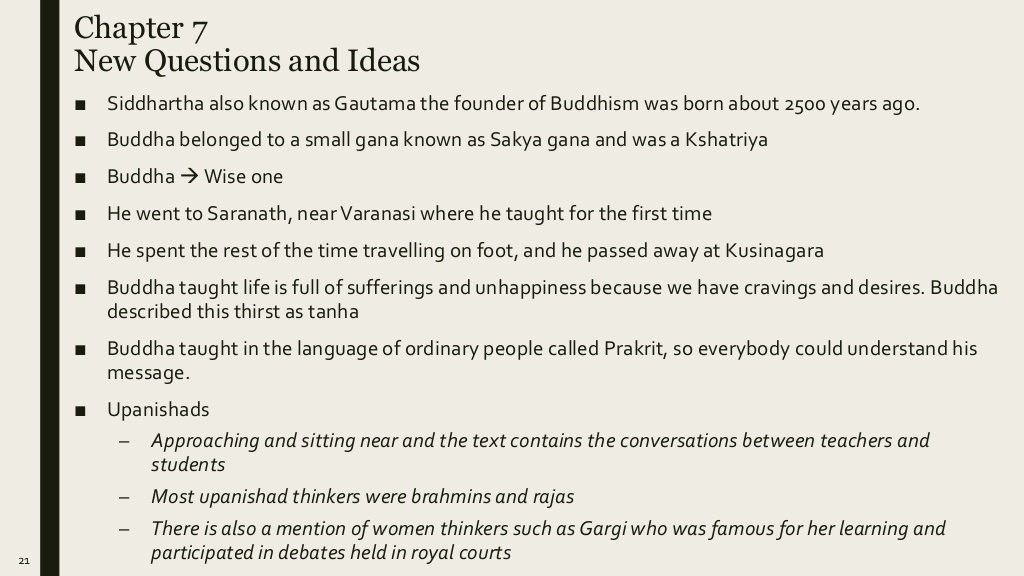 Chapter 7
New Questions and Ideas
■ Siddhartha also known as Gautama the founder of Buddhism was born about 2500 years ago.
■ Buddha belonged to a small gana known as Sakya gana and was a Kshatriya
■ Buddha → Wise one
■ He went to Saranath, near Varanasi where he taught for the first time
■ He spent the rest of the time travelling on foot, and he passed away at Kusinagara
■ Buddha taught life is full of sufferings and unhappiness because we have cravings and desires. Buddha
described this thirst as tanha
■ Buddha taught in the language of ordinary people called Prakrit, so everybody could understand his
message.
■ Upanishads
– Approaching and sitting near and the text contains the conversations between teachers and
students
– Most upanishad thinkers were brahmins and rajas
– There is also a mention of women thinkers such as Gargi who was famous for her learning and
participated in debates held in royal courts
21